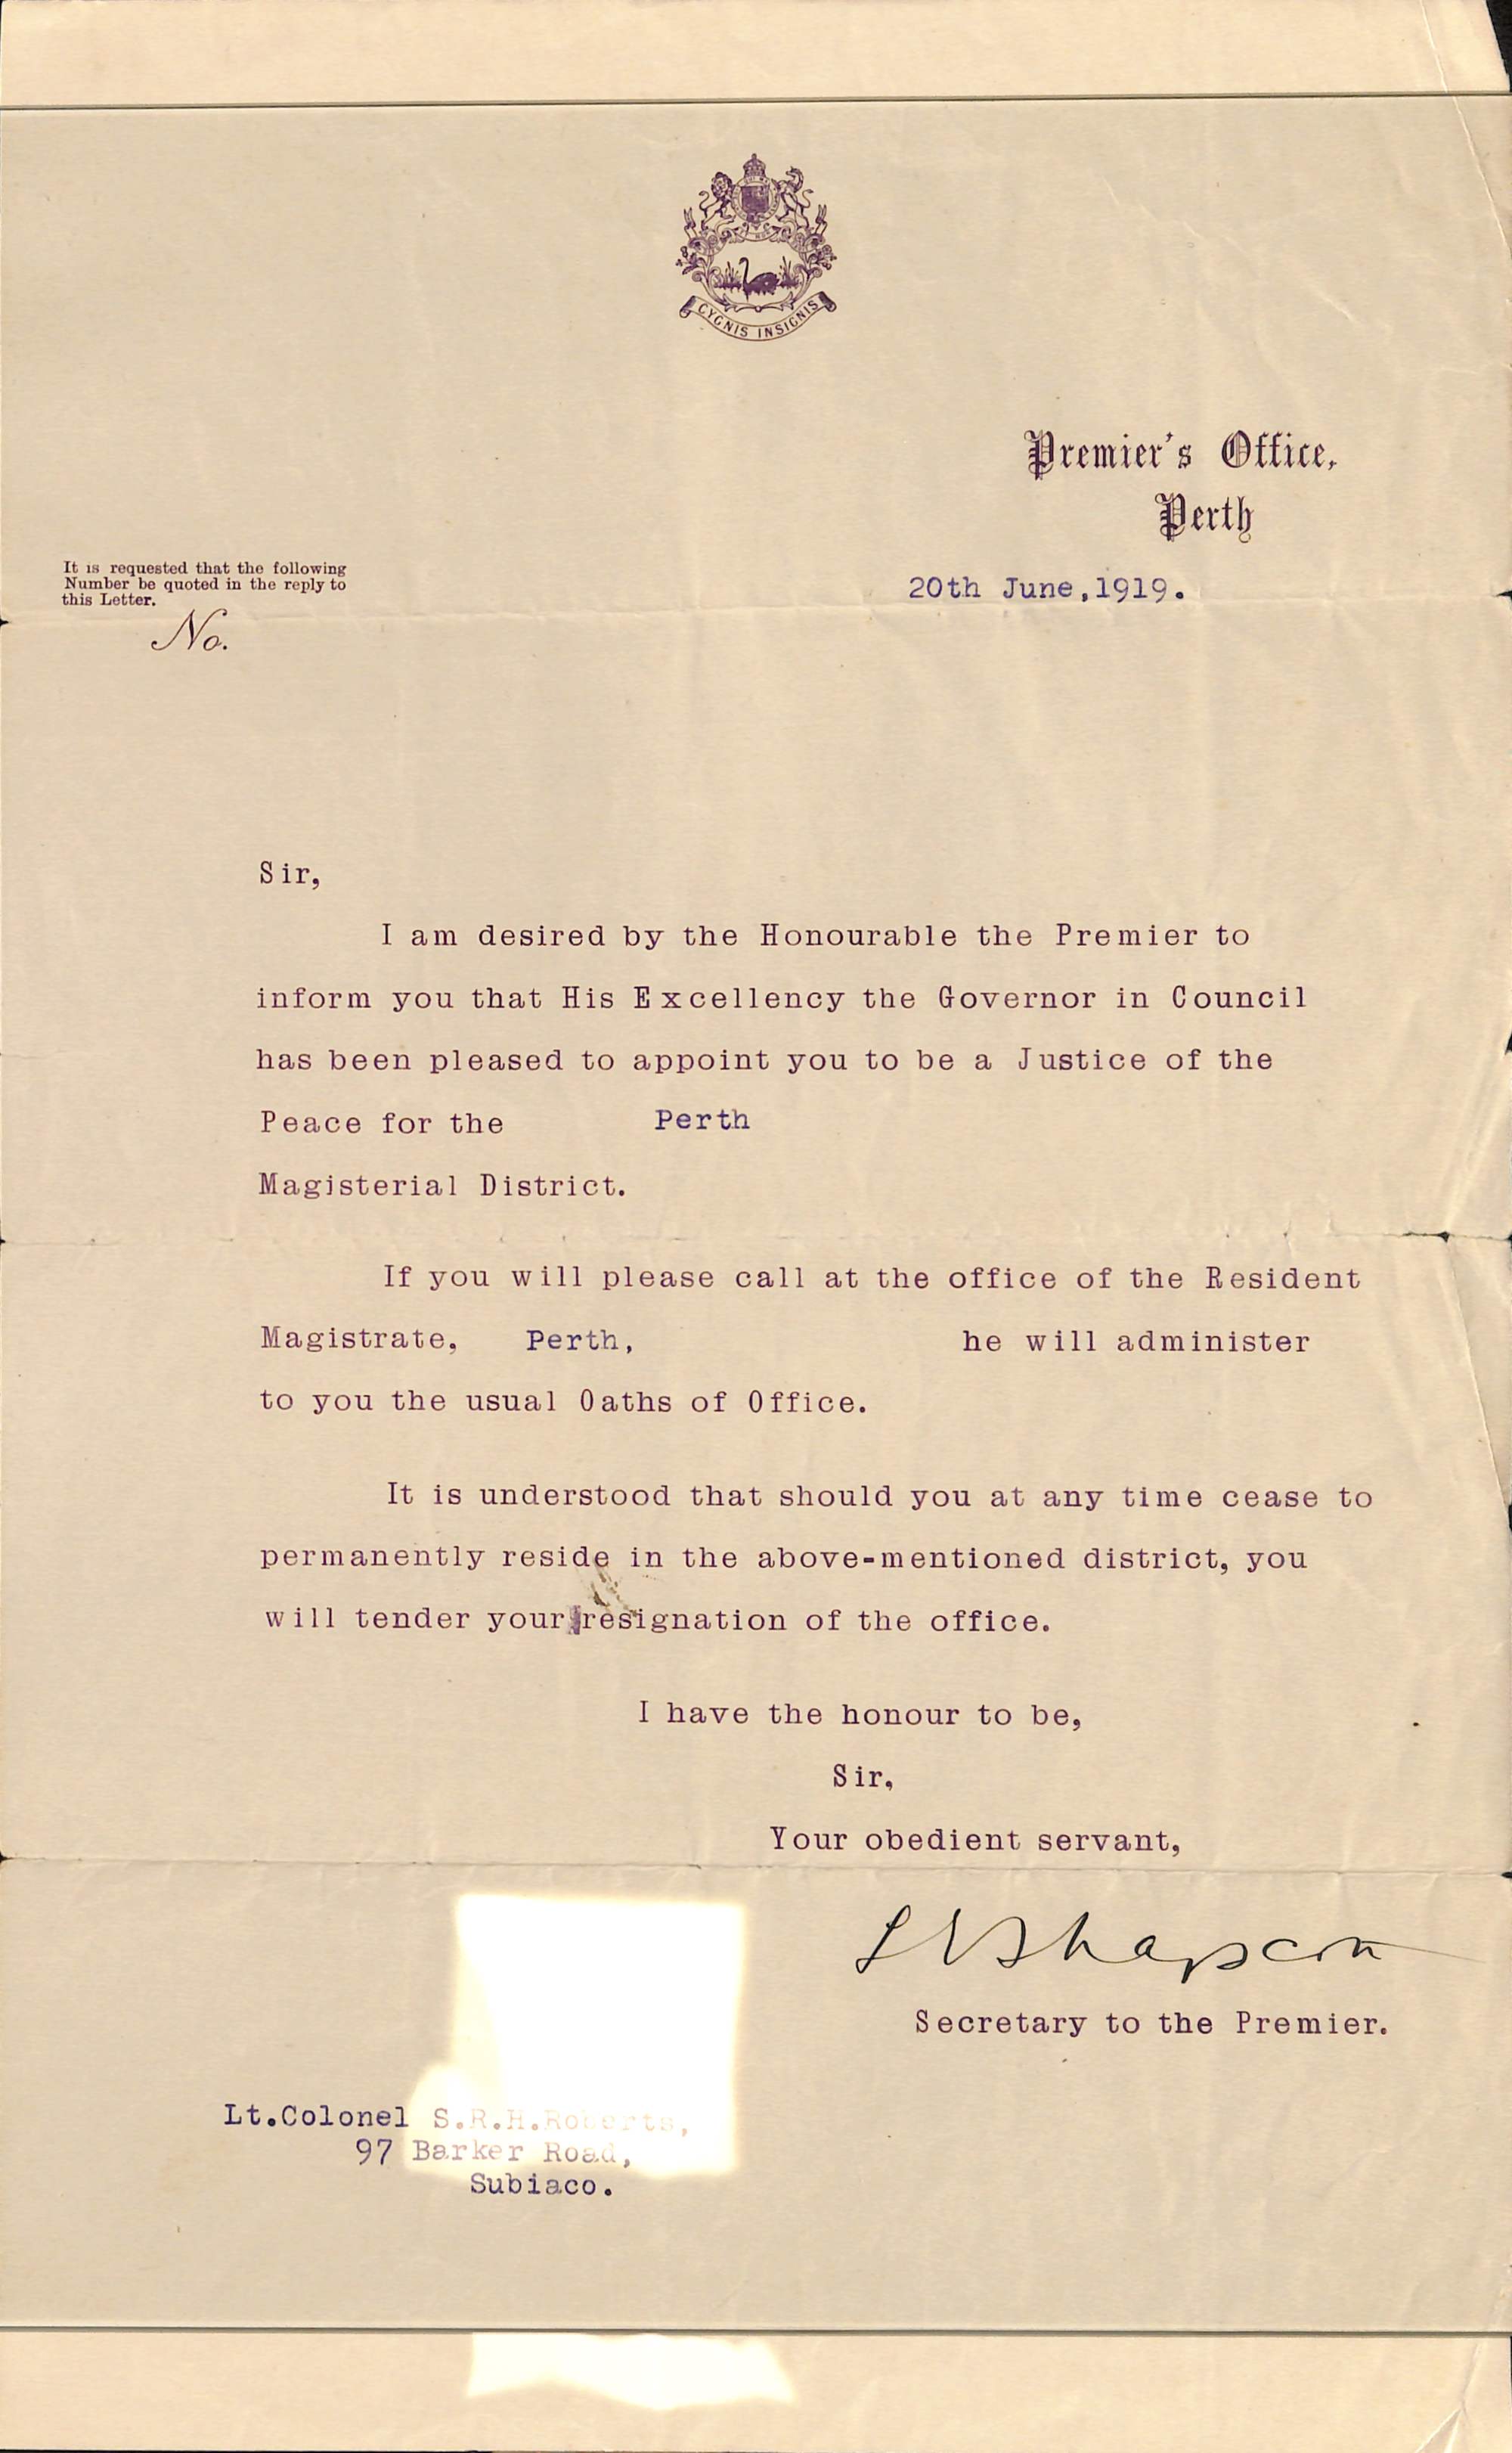 CYGNIS INSIGNIS
Premier's Office,
Perth
It is requested that the following
Number be quoted in the reply to
this Letter.
No.
20th June,1919.
Sir,
I am desired by the Honourable the Premier to
inform you that His Excellency the Governor in Council
has been pleased to appoint you to be a Justice of the
Peace for the Perth
Magisterial District.
If you will please call at the office of the Resident
Magistrate, Perth, he will administer
to you the usual Oaths of Office.
It is understood that should you at any time cease to
permanently reside in the above-mentioned district, you
will tender your resignation of the office.
I have the honour to be,
Sir,
Your obedient servant,
Secretary to the Premier.
Lt.Colonel S.R.H.Roberts,
97 Barker Road,
Subiaco.